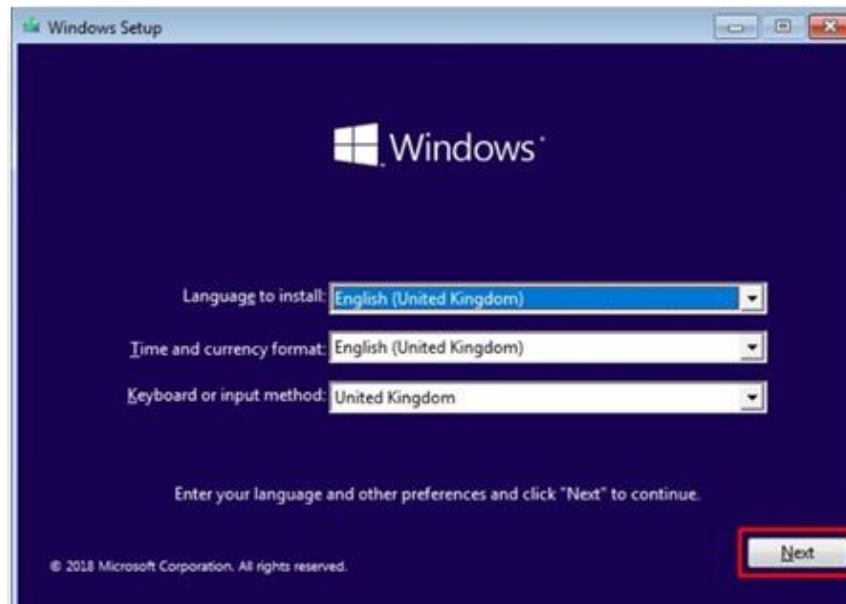 Windows Setup
Windows
Language to install: English (United Kingdom)
Time and currency format: English (United Kingdom)
Keyboard or input method: United Kingdom
Enter your language and other preferences and click "Next" to continue.
Next
© 2018 Microsoft Corporation. All rights reserved.